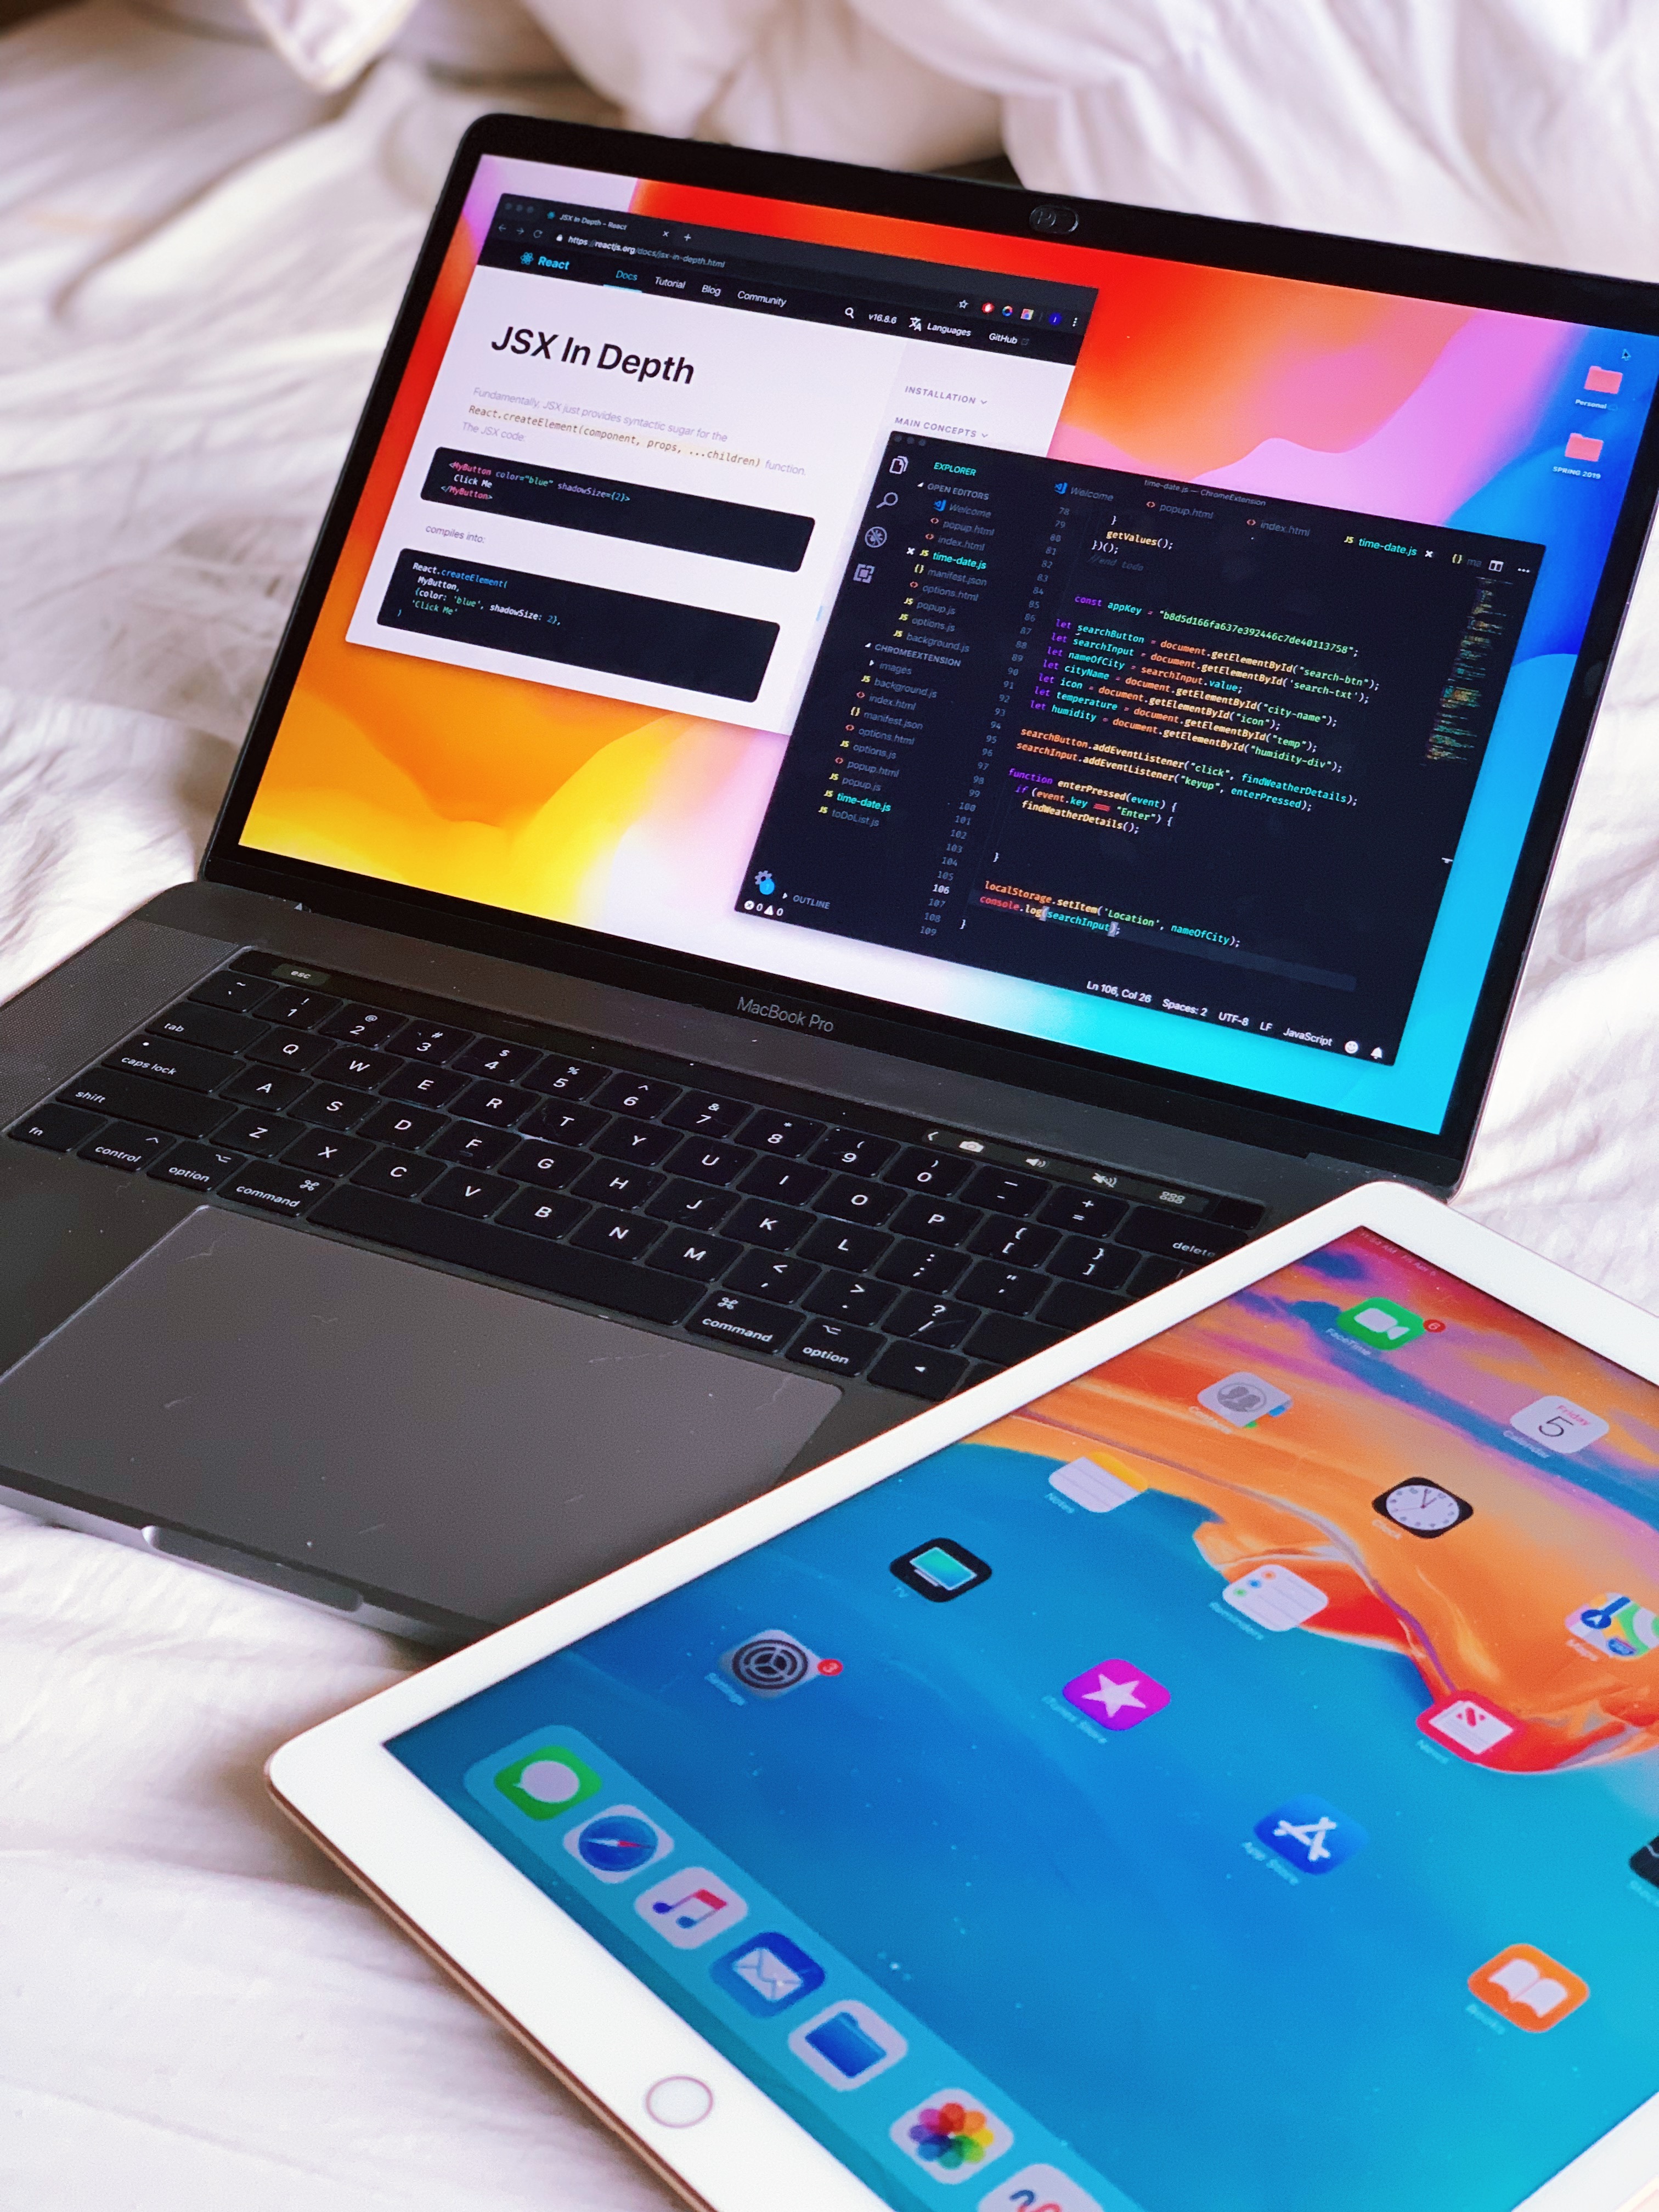 JSX In Depth - React
https://reactjs.org/docs/jsx-in-depth.html
React
Docs
Tutorial
Blog
Community
v16.8.6
Languages
GitHub
JSX In Depth
INSTALLATION
MAIN CONCEPTS
Fundamentally, JSX just provides syntactic sugar for the
React.createElement(component, props, ...children) function.
The JSX code:
<MyButton color="blue" shadowSize={2}>
Click Me
</MyButton>
compiles into:
React.createElement(
MyButton,
{color: 'blue', shadowSize: 2},
'Click Me'
)
Personal
SPRING 2019
time-date.js — ChromeExtension
EXPLORER
OPEN EDITORS
Welcome
popup.html
index.html
time-date.js
manifest.json
options.html
popup.js
options.js
background.js
CHROMEEXTENSION
images
background.js
index.html
manifest.json
options.html
options.js
popup.html
popup.js
time-date.js
toDoList.js
OUTLINE
0 0
Welcome
popup.html
index.html
JS time-date.js
78
79
80
81
82
83
84
85
86
87
88
89
90
91
92
93
94
95
96
97
98
99
100
101
102
103
104
105
106
107
108
109
}
getValues();
})();
//end code
const appKey = "b8d5d166fa637e392446c7de40113758";
let searchButton = document.getElementById("search-btn");
let searchInput = document.getElementById('search-txt');
let nameOfCity = searchInput.value;
let cityName = document.getElementById("city-name");
let icon = document.getElementById("icon");
let temperature = document.getElementById("temp");
let humidity = document.getElementById("humidity-div");
searchButton.addEventListener("click", findWeatherDetails);
searchInput.addEventListener("keyup", enterPressed);
function enterPressed(event) {
if (event.key === "Enter") {
findWeatherDetails();
}
localStorage.setItem('Location', nameOfCity);
console.log(searchInput);
}
Ln 106, Col 26 Spaces: 2 UTF-8 LF JavaScript
MacBook Pro
esc
~ ! 1 @ 2 # 3 $ 4 % 5 ^ 6 & 7 * 8 ( 9 ) 0 — - + = delete
tab Q W E R T Y U I O P { [ } ]
caps lock A S D F G H J K L : ; " '
shift Z X C V B N M < , > . ? /
fn control option command command option
FaceTime
6
Contacts
Friday
5
Calendar
Notes
Clock
TV
Reminders
Maps
Settings
3
iTunes Store
News
App Store
Books